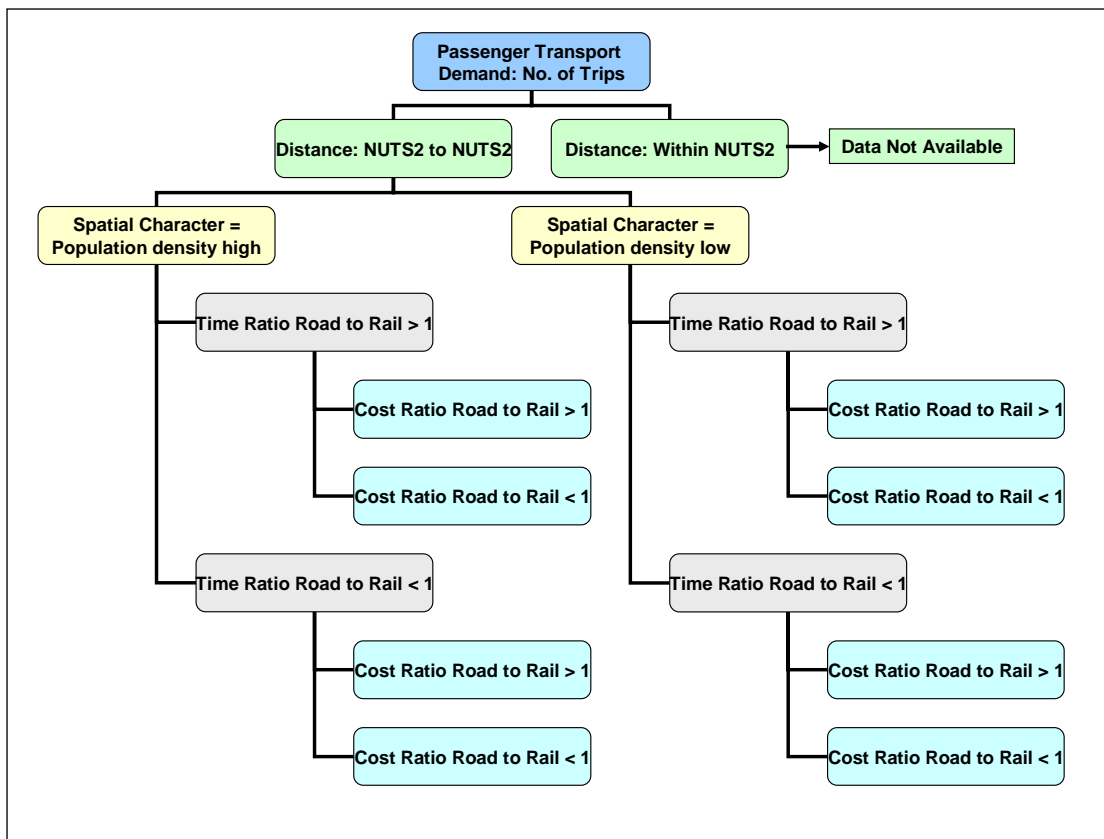 Passenger Transport
Demand: No. of Trips
Distance: NUTS2 to NUTS2
Distance: Within NUTS2
Data Not Available
Spatial Character =
Population density high
Spatial Character =
Population density low
Time Ratio Road to Rail > 1
Cost Ratio Road to Rail > 1
Cost Ratio Road to Rail < 1
Time Ratio Road to Rail < 1
Cost Ratio Road to Rail > 1
Cost Ratio Road to Rail < 1
Time Ratio Road to Rail > 1
Cost Ratio Road to Rail > 1
Cost Ratio Road to Rail < 1
Time Ratio Road to Rail < 1
Cost Ratio Road to Rail > 1
Cost Ratio Road to Rail < 1